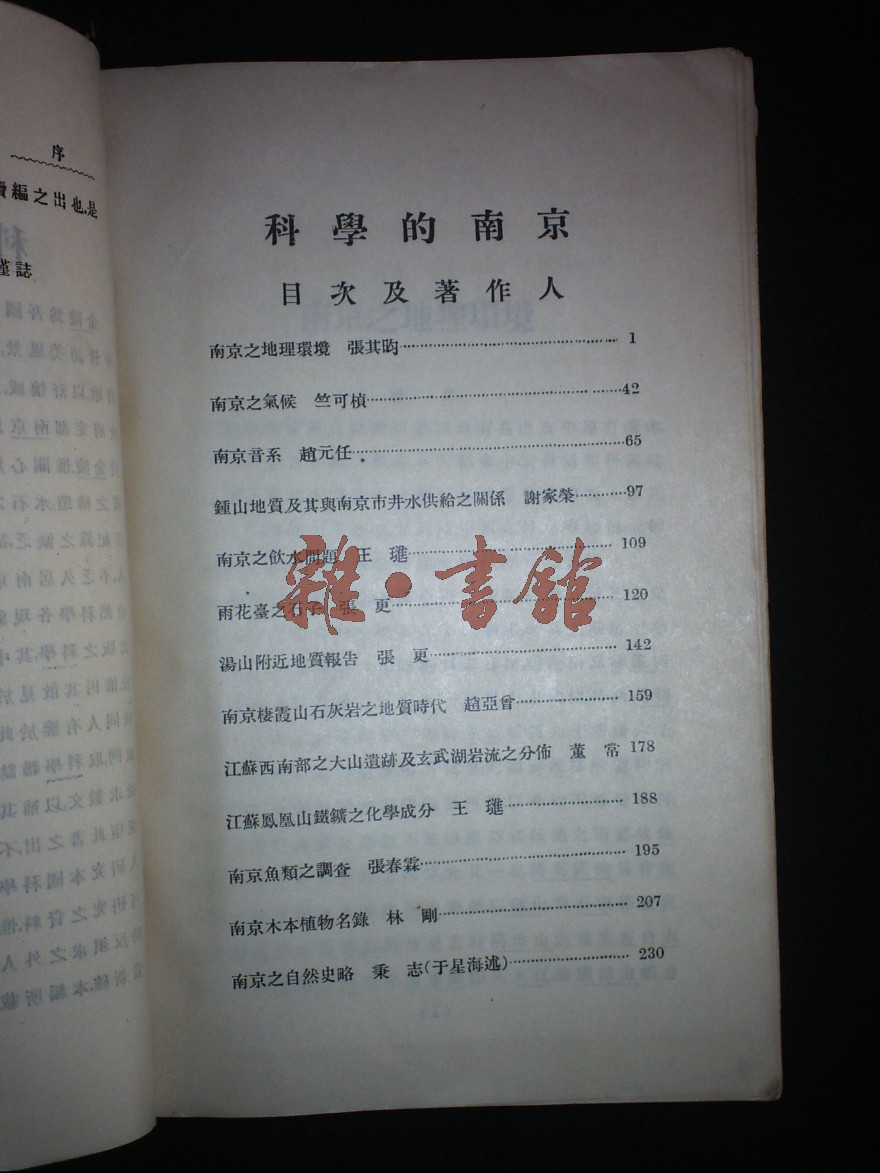 序
編之出也,是
誌
科學的南京
目次及著作人
南京之地理環境 張其昀 1
南京之氣候 竺可楨 42
南京音系 趙元任 65
鍾山地質及其與南京市井水供給之關係 謝家榮 97
南京之飲水問題 王璡 109
雨花臺之石子 張更 120
湯山附近地質報告 張更 142
南京棲霞山石灰岩之地質時代 趙亞曾 159
江蘇西南部之火山遺跡及玄武湖岩流之分佈 董常 178
江蘇鳳凰山鐵鑛之化學成分 王璡 188
南京魚類之調查 張春霖 195
南京木本植物名錄 林剛 207
南京之自然史略 秉志(于星海述) 230
雜·書館